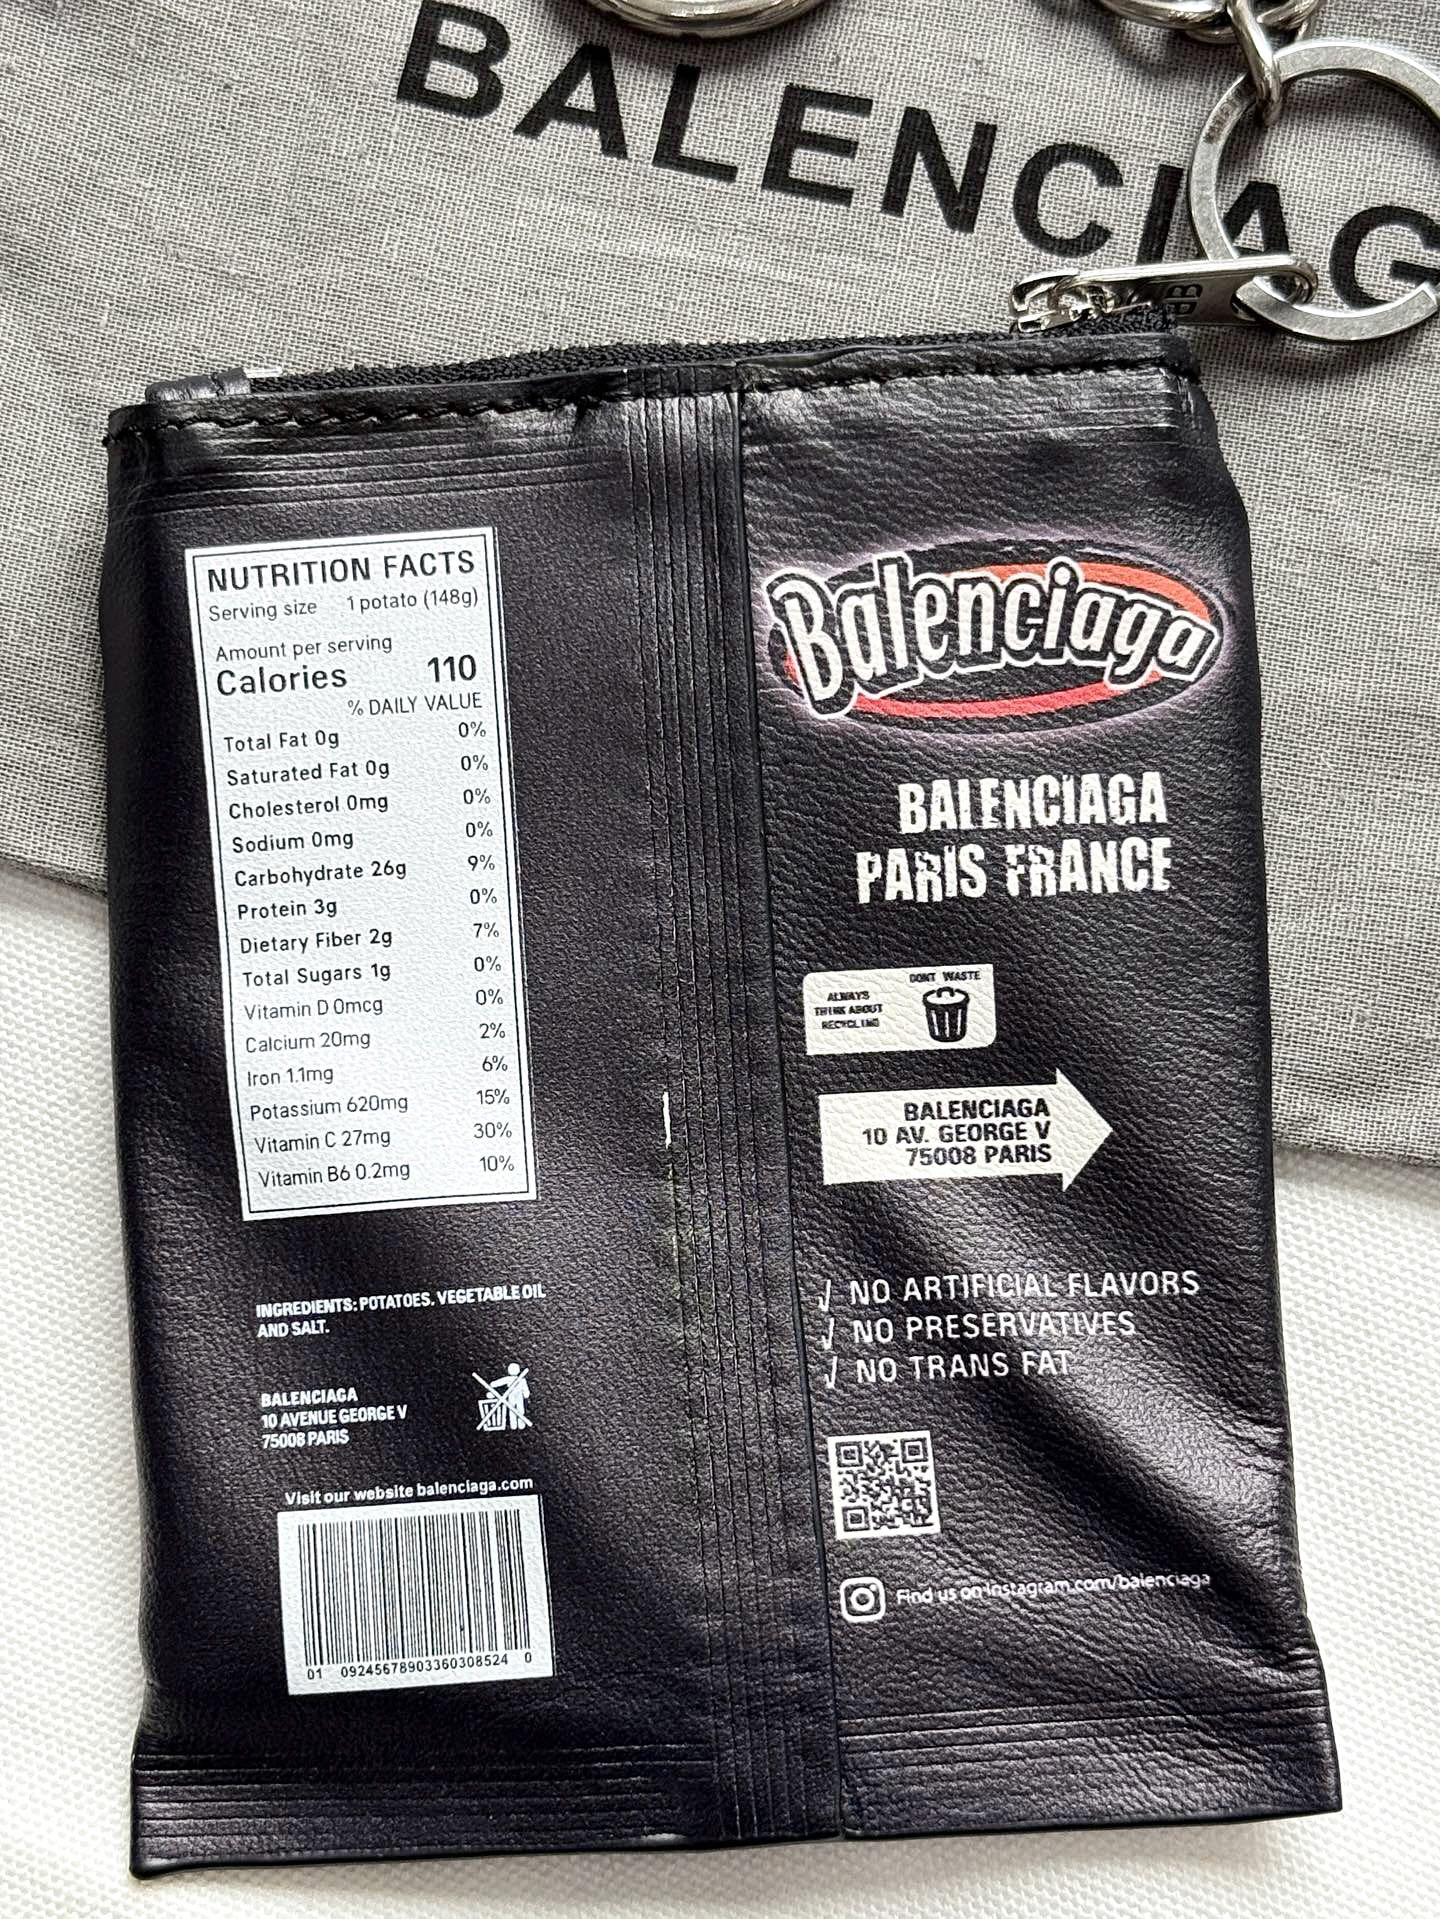 BALENCIAG
BB
NUTRITION FACTS
Serving size 1 potato (148g)
Amount per serving
Calories 110
% DAILY VALUE
Total Fat 0g 0%
Saturated Fat 0g 0%
Cholesterol 0mg 0%
Sodium 0mg 0%
Carbohydrate 26g 9%
Protein 3g 0%
Dietary Fiber 2g 7%
Total Sugars 1g 0%
Vitamin D 0mcg 0%
Calcium 20mg 2%
Iron 1.1mg 6%
Potassium 620mg 15%
Vitamin C 27mg 30%
Vitamin B6 0.2mg 10%
INGREDIENTS: POTATOES. VEGETABLE OIL
AND SALT.
BALENCIAGA
10 AVENUE GEORGE V
75008 PARIS
Visit our website balenciaga.com
01 09245678903360308524 0
Balenciaga
BALENCIAGA
PARIS FRANCE
DONT WASTE
ALWAYS
THINK ABOUT
RECYCLING
BALENCIAGA
10 AV. GEORGE V
75008 PARIS
√ NO ARTIFICIAL FLAVORS
√ NO PRESERVATIVES
√ NO TRANS FAT
Find us on instagram.com/balenciaga